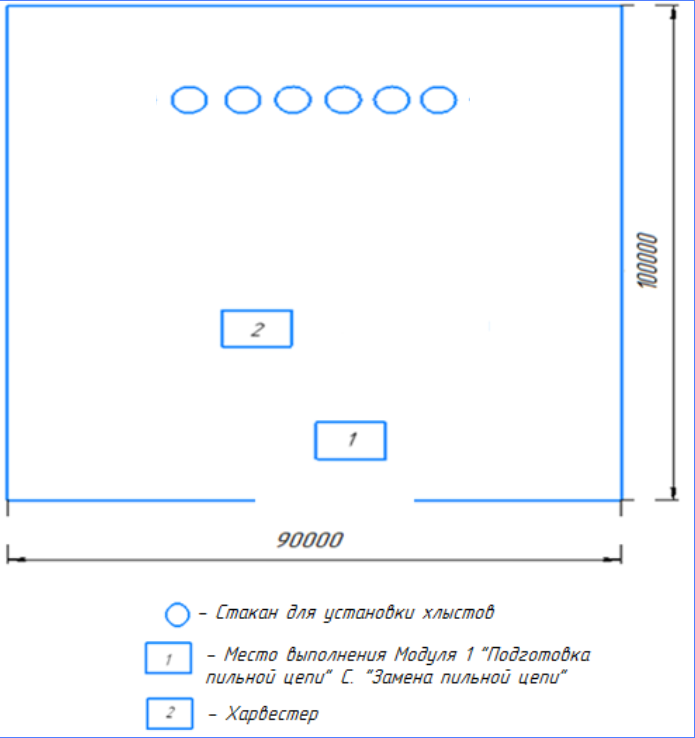 100000
2
1
90000
- Стакан для установки хлыстов
1
- Место выполнения Модуля 1 "Подготовка
пильной цепи" С. "Замена пильной цепи"
2
- Харвестер